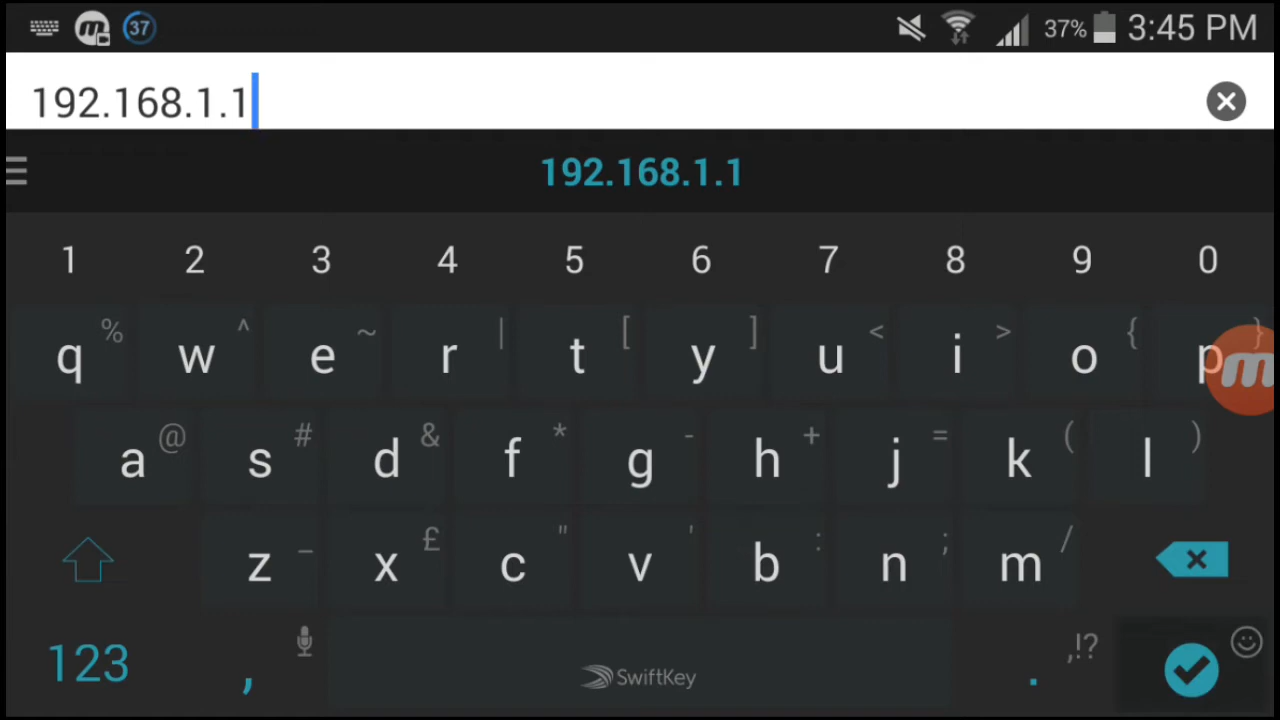 37 37% 3:45 PM
192.168.1.1
192.168.1.1
1 2 3 4 5 6 7 8 9 0
% ^ ~ | [ ] < > { }
q w e r t y u i o p
@ # & * - + = ( )
a s d f g h j k l
_ £ " ' : ; /
z x c v b n m
123 , SwiftKey . ,!?